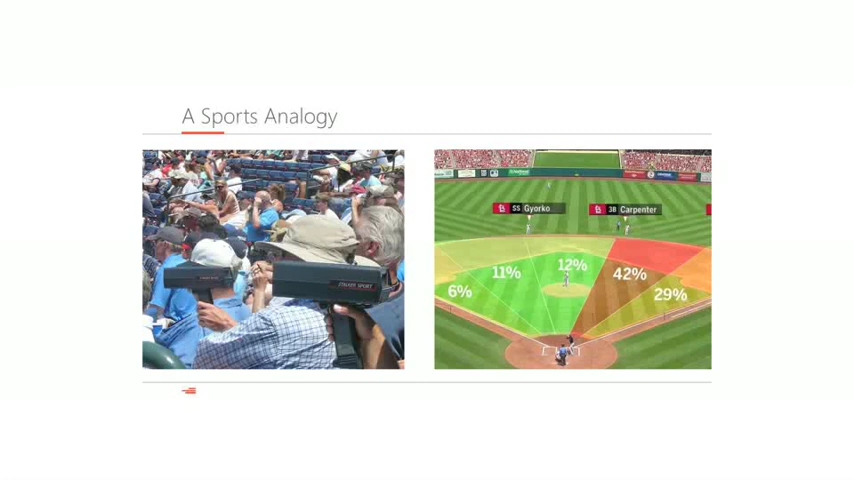 A Sports Analogy
STALKER SPORT
SS Gyorko
3B Carpenter
6%
11%
12%
42%
29%